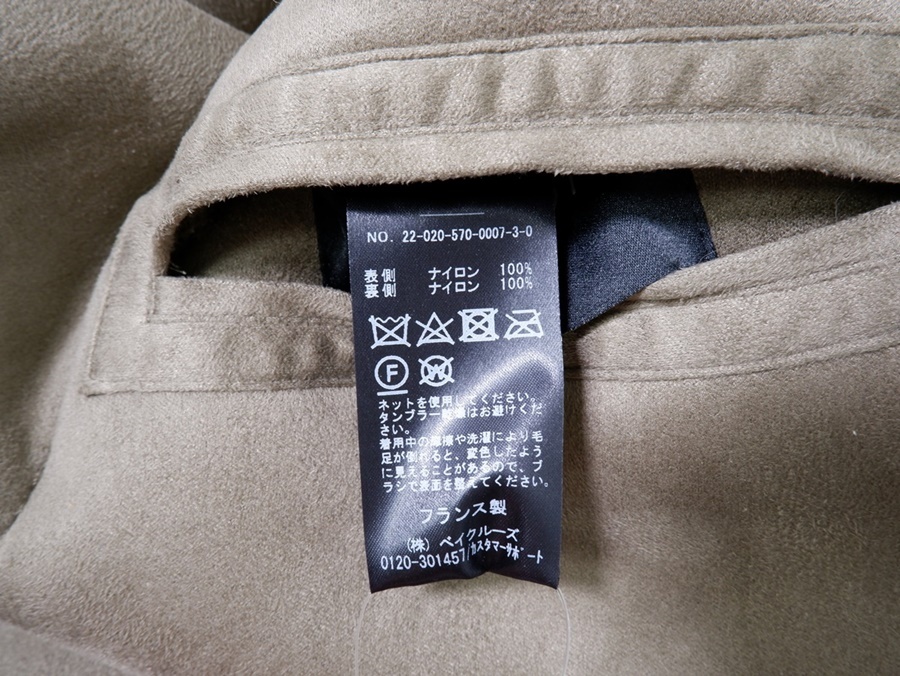 NO. 22-020-570-0007-3-0
表側 ナイロン 100%
裏側 ナイロン 100%
F W
ネットを使用してください。
タンブラー乾燥はお避けくだ
さい。
着用中の摩擦や洗濯により毛
足が倒れると、変色したよう
に見えることがあるので、ブ
ラシで表面を整えてください。
フランス製
(株) ベイクルーズ
0120-301457/カスタマーサポート